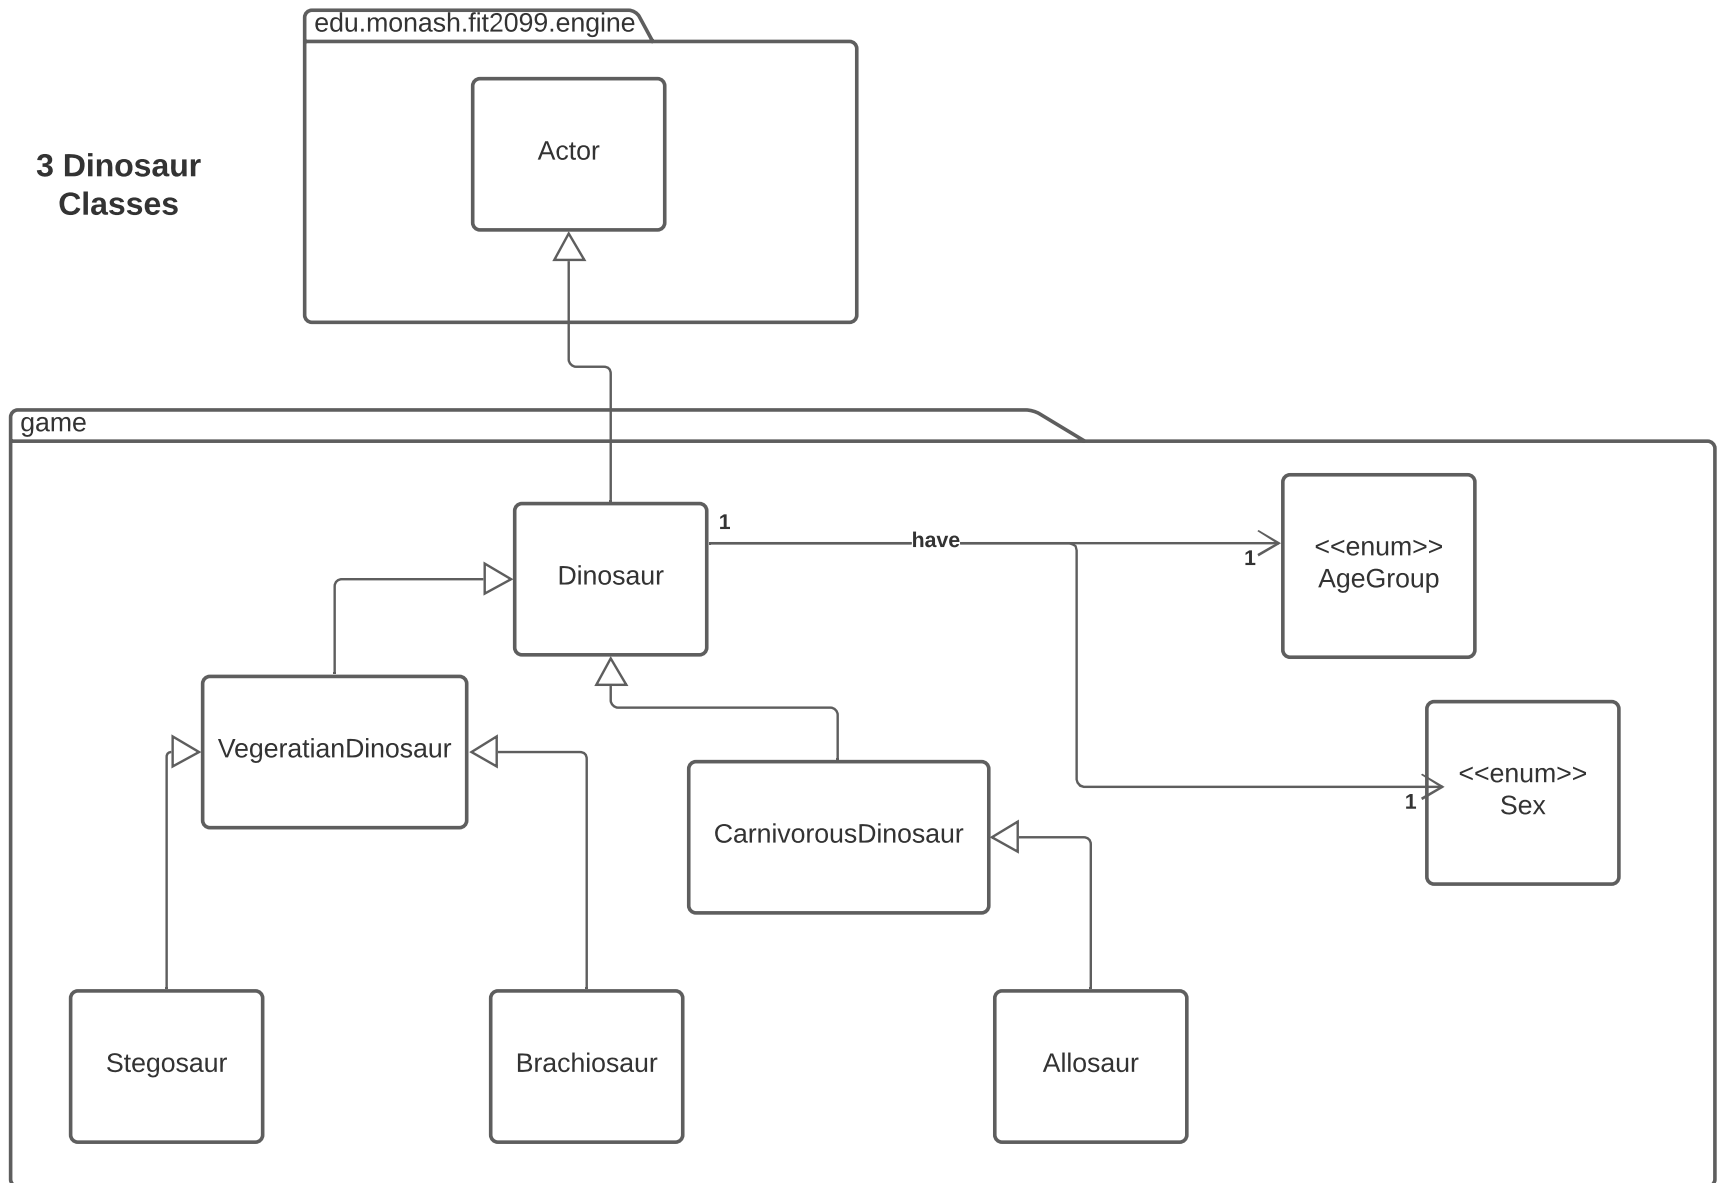 edu.monash.fit2099.engine
Actor
3 Dinosaur
Classes
game
Dinosaur
1
have
1
<<enum>>
AgeGroup
VegeratianDinosaur
CarnivorousDinosaur
1
<<enum>>
Sex
Stegosaur
Brachiosaur
Allosaur